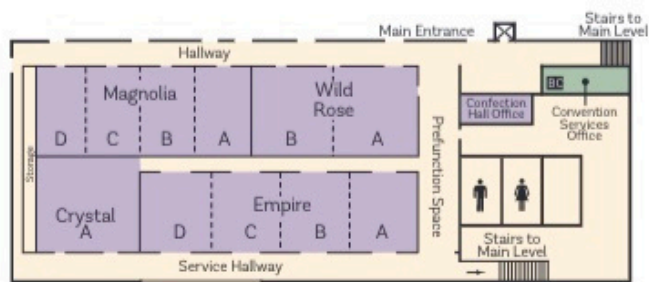 Stairs to
Main Level
Main Entrance
Hallway
BC
Magnolia
Wild
Rose
Confection
Hall Office
Convention
Services
Office
D C B A B A
Prefunction Space
Storage
Crystal
A
Empire
D C B A
Stairs to
Main Level
Service Hallway